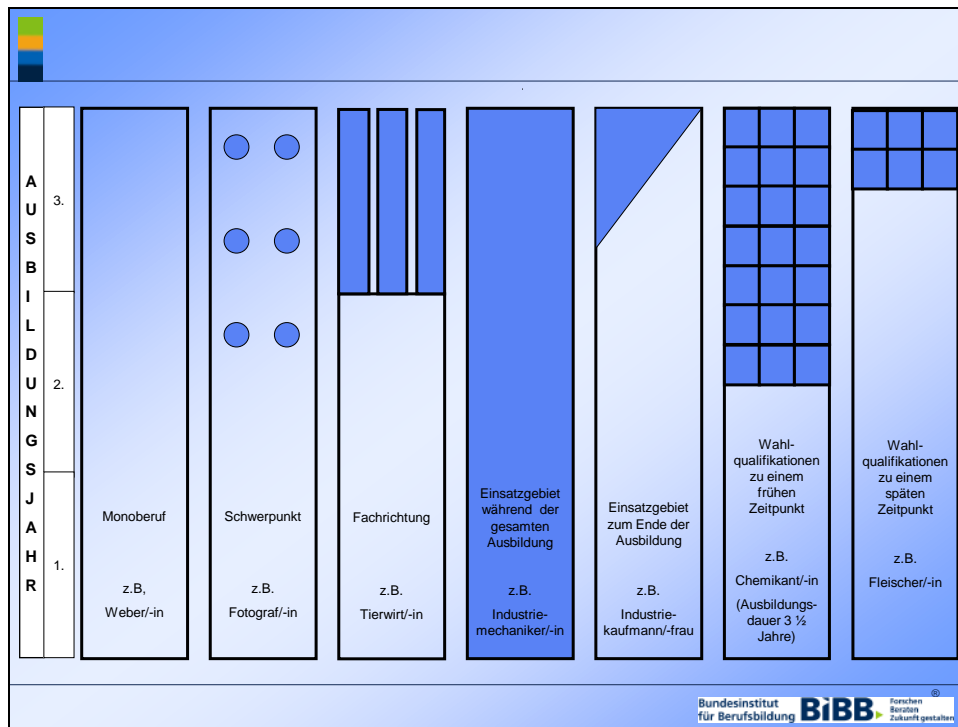 AUSBILDUNGSJAHR
3.
2.
1.
Monoberuf
z.B,
Weber/-in
Schwerpunkt
z.B.
Fotograf/-in
Fachrichtung
z.B.
Tierwirt/-in
Einsatzgebiet
während der
gesamten
Ausbildung
z.B.
Industrie-
mechaniker/-in
Einsatzgebiet
zum Ende der
Ausbildung
z.B.
Industrie-
kaufmann/-frau
Wahl-
qualifikationen
zu einem
frühen
Zeitpunkt
z.B.
Chemikant/-in
(Ausbildungs-
dauer 3 ½
Jahre)
Wahl-
qualifikationen
zu einem
späten
Zeitpunkt
z.B.
Fleischer/-in
Bundesinstitut
für Berufsbildung
BiBB
®
Forschen
Beraten
Zukunft gestalten